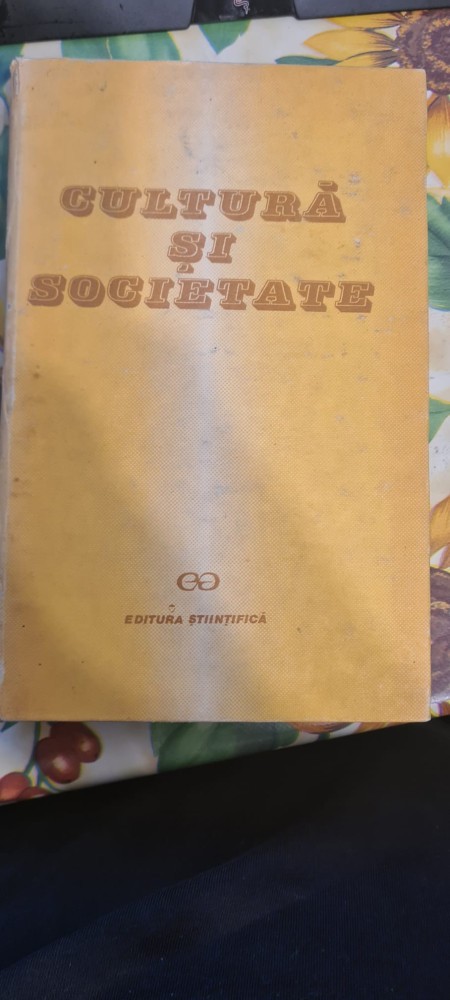 CULTURĂ
ȘI
SOCIETATE
EDITURA ȘTIINȚIFICĂ